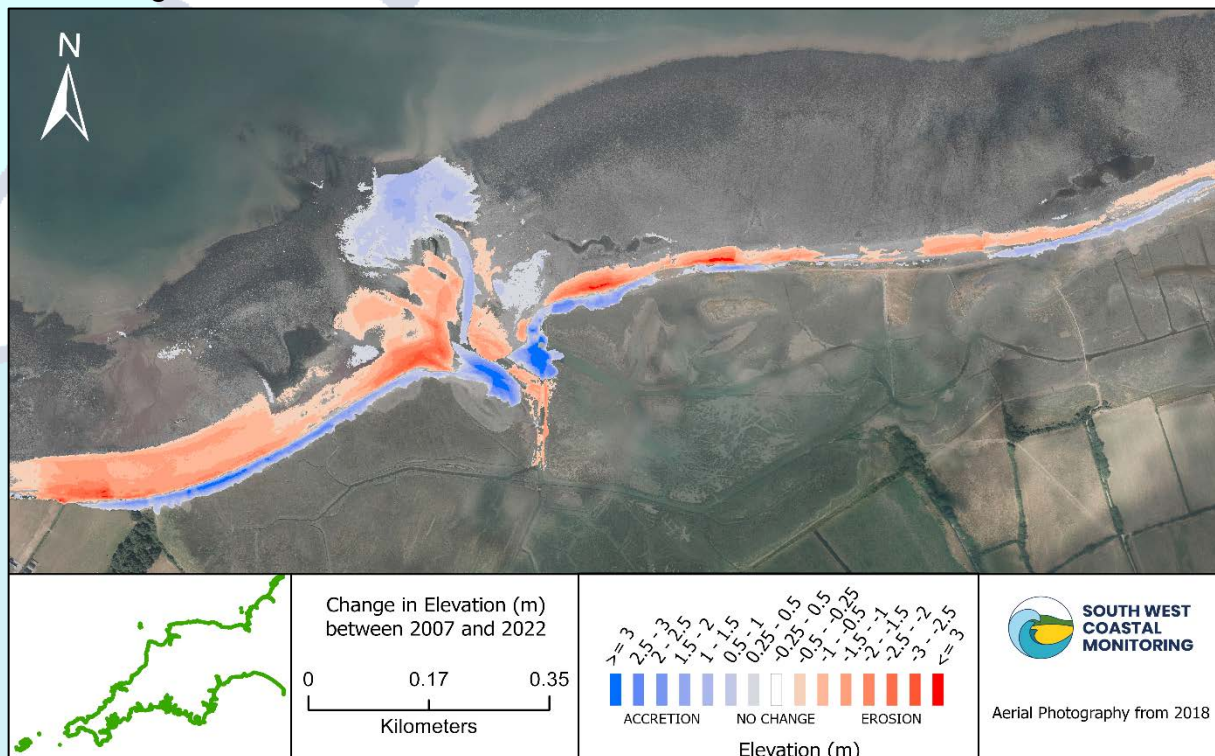 N
Change in Elevation (m)
between 2007 and 2022
0
0.17
0.35
Kilometers
>= 3
2.5 - 3
2 - 2.5
1.5 - 2
1 - 1.5
0.5 - 1
0.25 - 0.5
-0.25 - 0.5
-0.5 - -0.25
-1 - -0.5
-1.5 - -1
-2 - -1.5
-2.5 - -2
-3 - -2.5
<= 3
ACCRETION
NO CHANGE
EROSION
Elevation (m)
SOUTH WEST
COASTAL
MONITORING
Aerial Photography from 2018